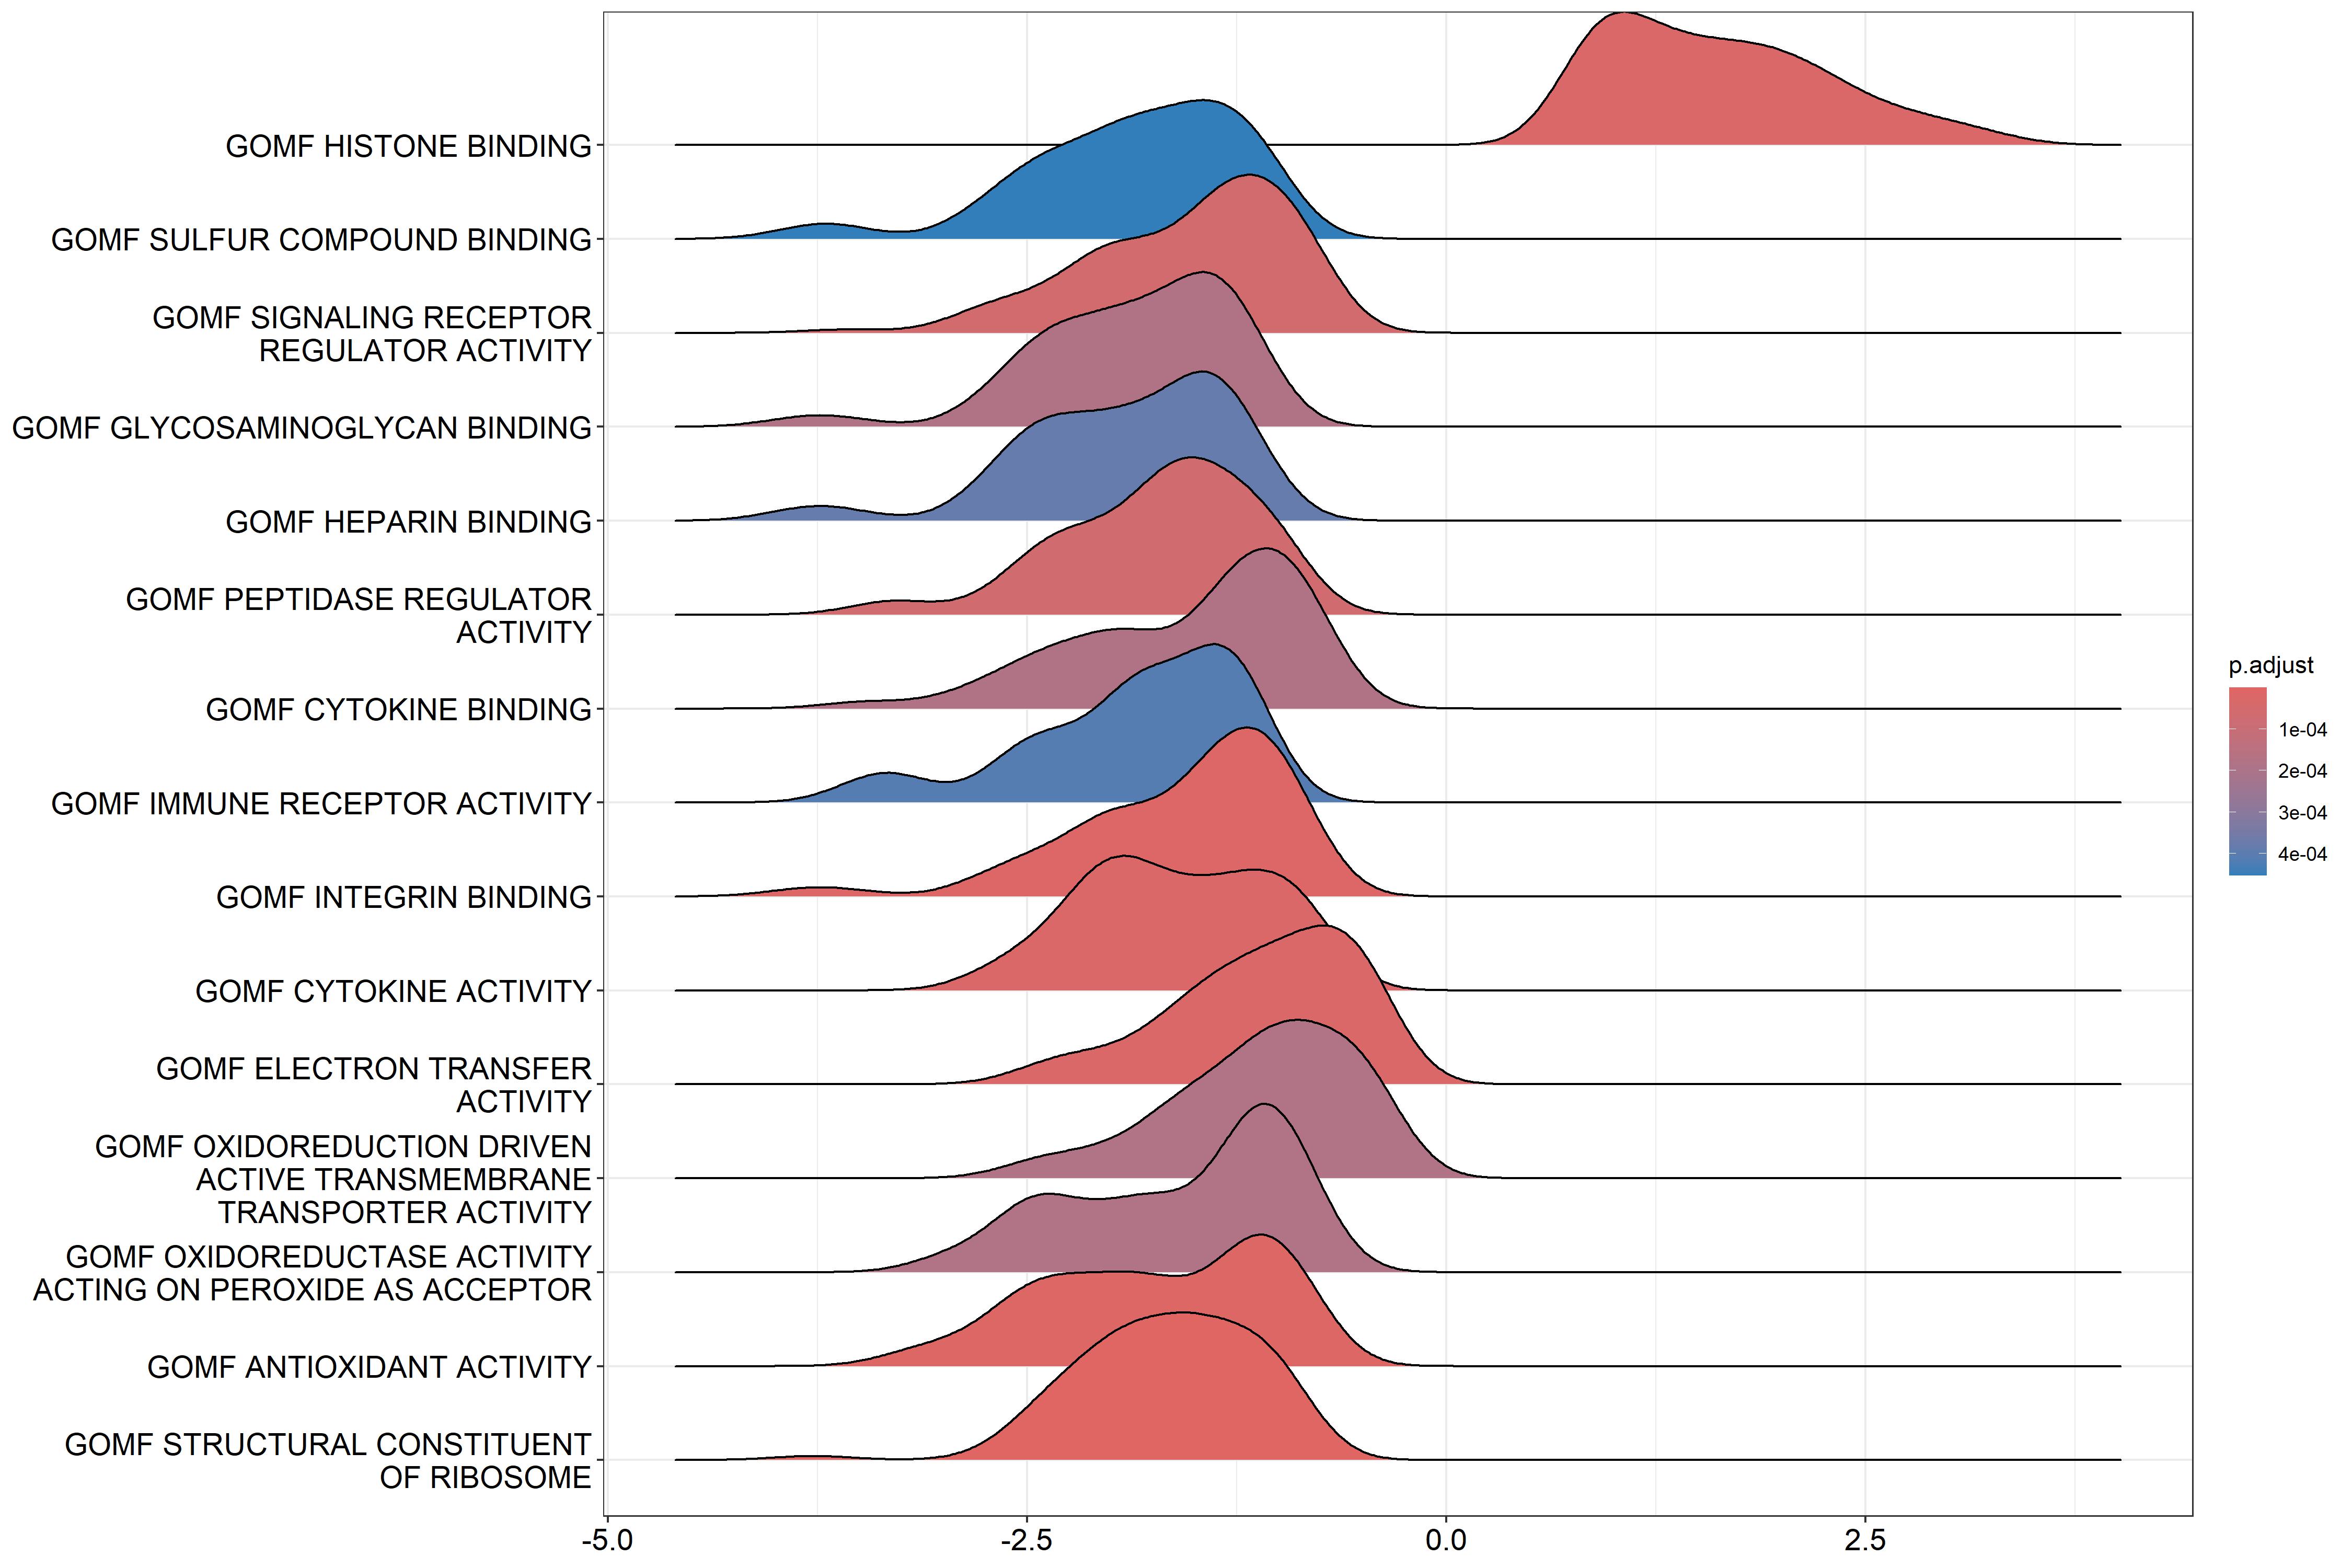 GOMF HISTONE BINDING
GOMF SULFUR COMPOUND BINDING
GOMF SIGNALING RECEPTOR
REGULATOR ACTIVITY
GOMF GLYCOSAMINOGLYCAN BINDING
GOMF HEPARIN BINDING
GOMF PEPTIDASE REGULATOR
ACTIVITY
GOMF CYTOKINE BINDING
GOMF IMMUNE RECEPTOR ACTIVITY
GOMF INTEGRIN BINDING
GOMF CYTOKINE ACTIVITY
GOMF ELECTRON TRANSFER
ACTIVITY
GOMF OXIDOREDUCTION DRIVEN
ACTIVE TRANSMEMBRANE
TRANSPORTER ACTIVITY
GOMF OXIDOREDUCTASE ACTIVITY
ACTING ON PEROXIDE AS ACCEPTOR
GOMF ANTIOXIDANT ACTIVITY
GOMF STRUCTURAL CONSTITUENT
OF RIBOSOME
-5.0
-2.5
0.0
2.5
p.adjust
1e-04
2e-04
3e-04
4e-04